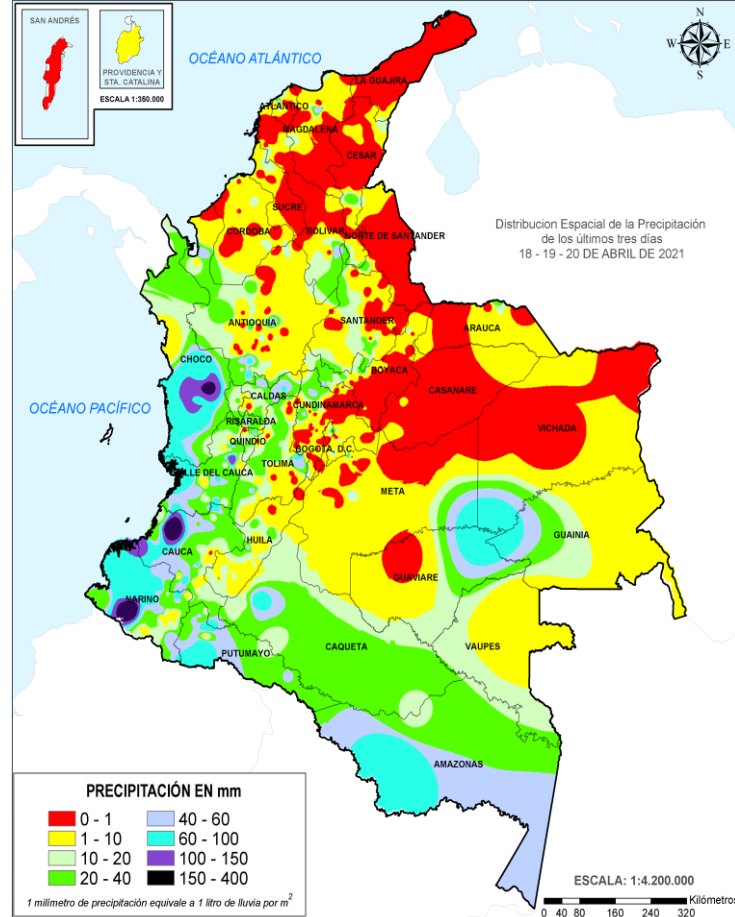 SAN ANDRÉS
PROVIDENCIA Y
STA. CATALINA
ESCALA 1:350.000
OCÉANO ATLÁNTICO
N
W
E
S
LA GUAJIRA
ATLANTICO
MAGDALENA
CESAR
SUCRE
CORDOBA
BOLIVAR
NORTE DE SANTANDER
Distribucion Espacial de la Precipitación
de los últimos tres días
18 - 19 - 20 DE ABRIL DE 2021
ANTIOQUIA
SANTANDER
ARAUCA
CHOCO
BOYACA
CASANARE
CALDAS
CUNDINAMARCA
OCÉANO PACÍFICO
RISARALDA
VICHADA
QUINDIO
BOGOTA, D.C.
TOLIMA
VALLE DEL CAUCA
META
GUAINIA
HUILA
CAUCA
GUAVIARE
NARINO
CAQUETA
VAUPES
PUTUMAYO
AMAZONAS
PRECIPITACIÓN EN mm
0 - 1
40 - 60
1 - 10
60 - 100
10 - 20
100 - 150
20 - 40
150 - 400
1 milímetro de precipitación equivale a 1 litro de lluvia por m²
ESCALA: 1:4.200.000
Kilómetros
0 40 80 160 240 320